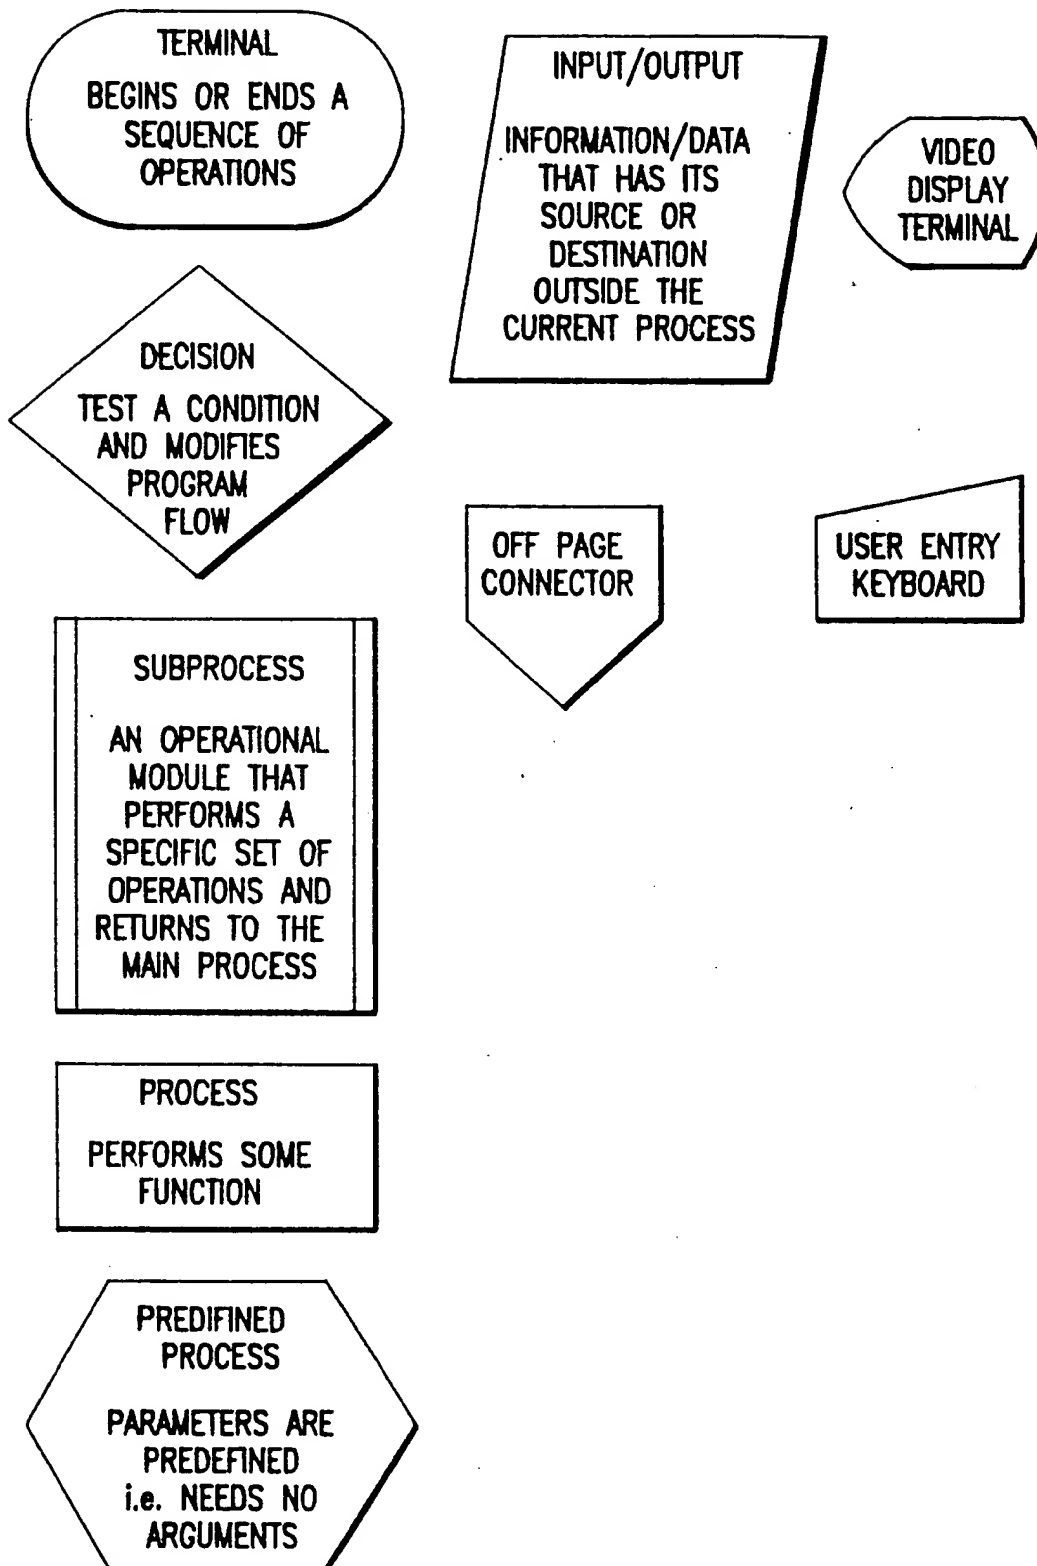 TERMINAL
BEGINS OR ENDS A
SEQUENCE OF
OPERATIONS
DECISION
TEST A CONDITION
AND MODIFIES
PROGRAM
FLOW
SUBPROCESS
AN OPERATIONAL
MODULE THAT
PERFORMS A
SPECIFIC SET OF
OPERATIONS AND
RETURNS TO THE
MAIN PROCESS
PROCESS
PERFORMS SOME
FUNCTION
PREDIFINED
PROCESS
PARAMETERS ARE
PREDEFINED
i.e. NEEDS NO
ARGUMENTS
INPUT/OUTPUT
INFORMATION/DATA
THAT HAS ITS
SOURCE OR
DESTINATION
OUTSIDE THE
CURRENT PROCESS
OFF PAGE
CONNECTOR
VIDEO
DISPLAY
TERMINAL
USER ENTRY
KEYBOARD